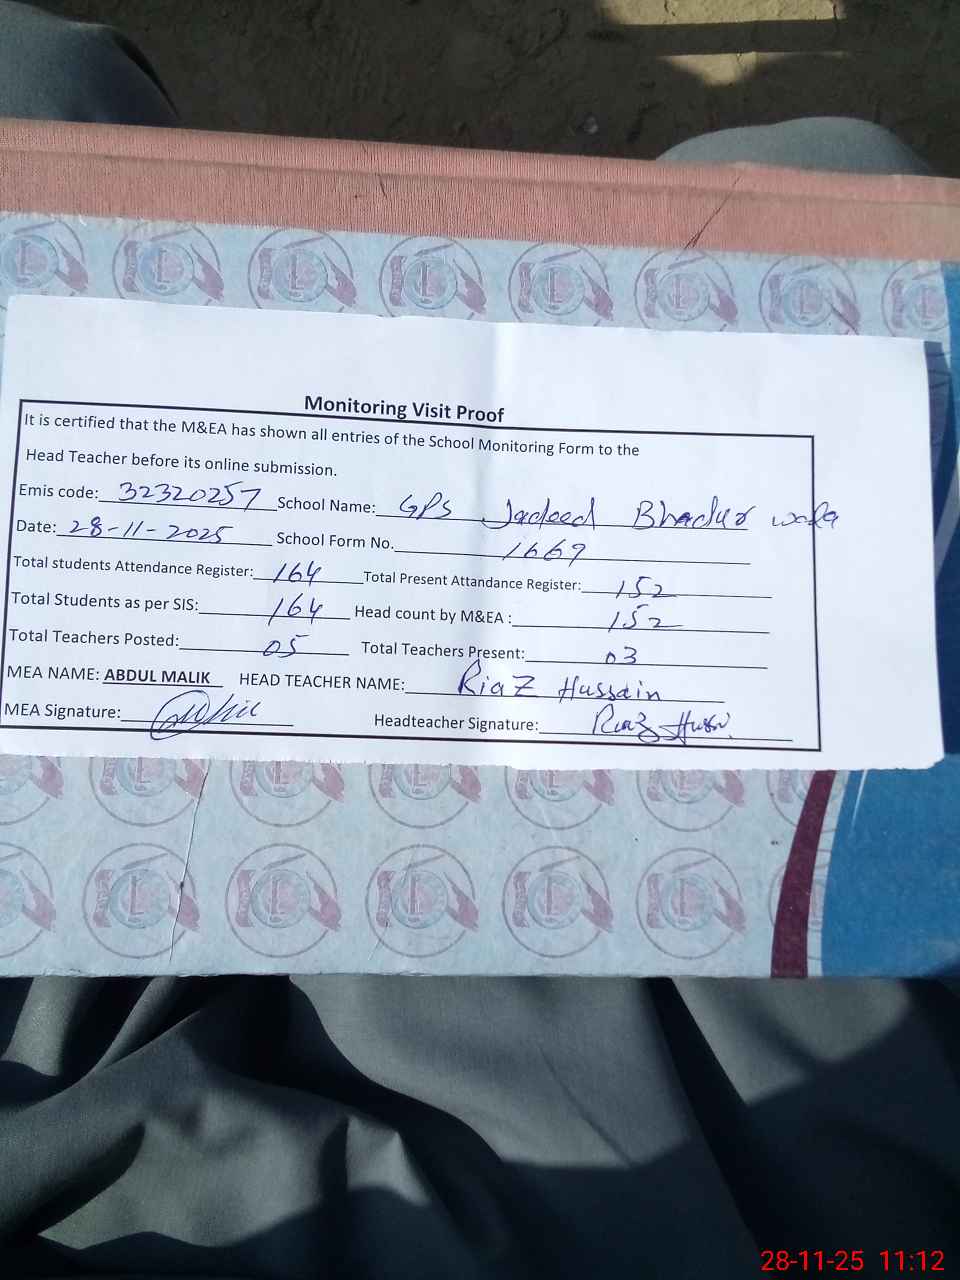 Monitoring Visit Proof
It is certified that the M&EA has shown all entries of the School Monitoring Form to the
Head Teacher before its online submission.
Emis code: 32320257 School Name: GPS Jadeed Bhadur wala
Date: 28-11-2025 School Form No. 1669
Total students Attendance Register: 164 Total Present Attandance Register: 152
Total Students as per SIS: 164 Head count by M&EA : 152
Total Teachers Posted: 05 Total Teachers Present: 03
MEA NAME: ABDUL MALIK HEAD TEACHER NAME: Riaz Hussain
MEA Signature: Headteacher Signature: Riaz
28-11-25 11:12